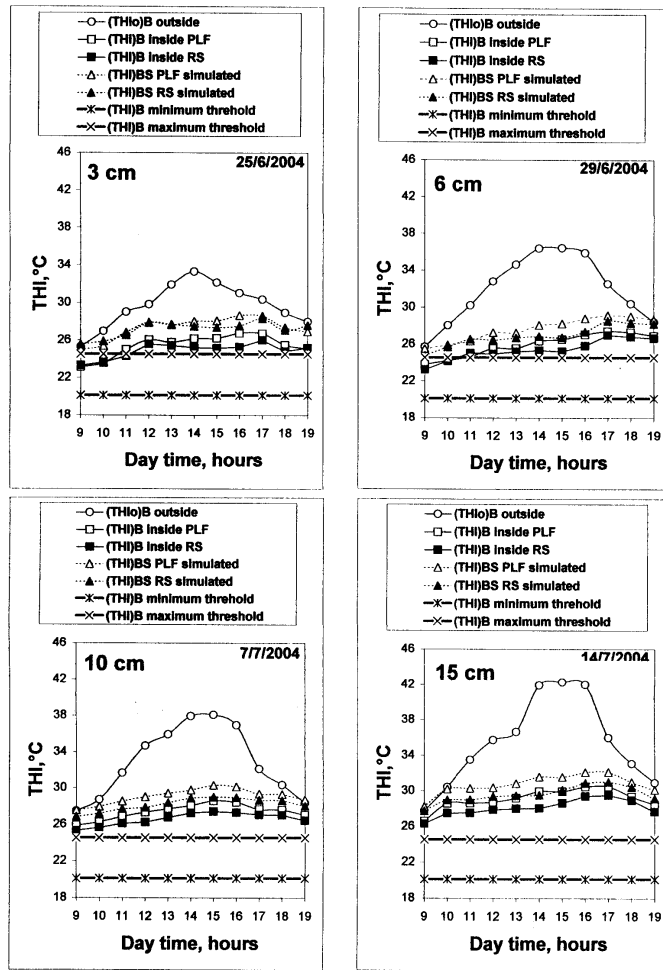 (THIo)B outside
(THI)B inside PLF
(THI)B inside RS
(THI)BS PLF simulated
(THI)BS RS simulated
(THI)B minimum threhold
(THI)B maximum threshold
3 cm
25/6/2004
THI,°C
46
42
38
34
30
26
22
18
9 10 11 12 13 14 15 16 17 18 19
Day time, hours
(THIo)B outside
(THI)B inside PLF
(THI)B inside RS
(THI)BS PLF simulated
(THI)BS RS simulated
(THI)B minimum threhold
(THI)B maximum threshold
6 cm
29/6/2004
THI,°C
46
42
38
34
30
26
22
18
9 10 11 12 13 14 15 16 17 18 19
Day time, hours
(THIo)B outside
(THI)B inside PLF
(THI)B inside RS
(THI)BS PLF simulated
(THI)BS RS simulated
(THI)B minimum threhold
(THI)B maximum threshold
10 cm
7/7/2004
THI,°C
46
42
38
34
30
26
22
18
9 10 11 12 13 14 15 16 17 18 19
Day time, hours
(THIo)B outside
(THI)B inside PLF
(THI)B inside RS
(THI)BS PLF simulated
(THI)BS RS simulated
(THI)B minimum threhold
(THI)B maximum threshold
15 cm
14/7/2004
THI,°C
46
42
38
34
30
26
22
18
9 10 11 12 13 14 15 16 17 18 19
Day time, hours